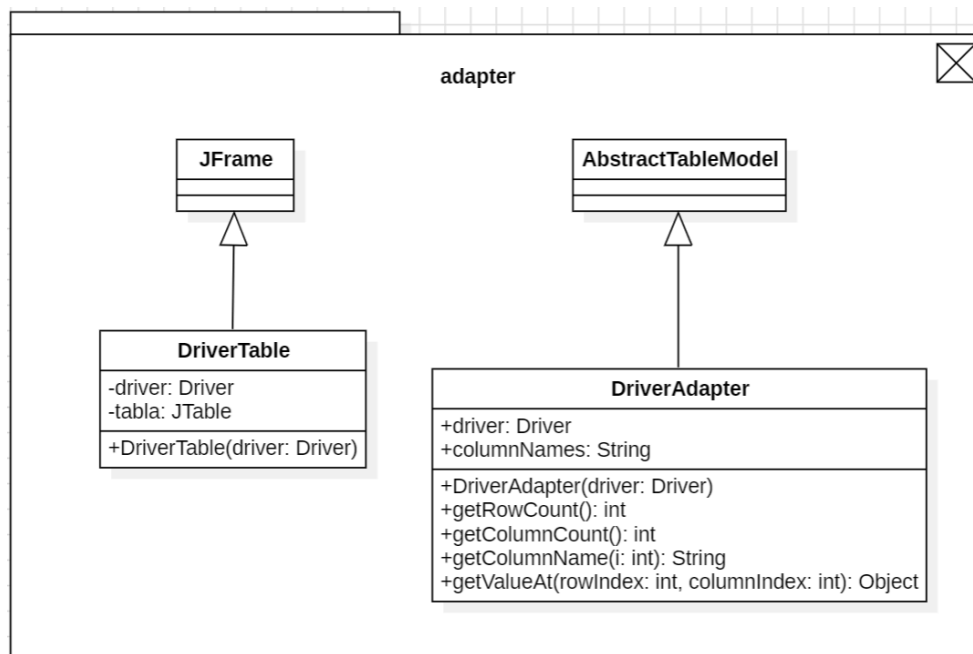 adapter
JFrame
AbstractTableModel
DriverTable
-driver: Driver
-tabla: JTable
+DriverTable(driver: Driver)
DriverAdapter
+driver: Driver
+columnNames: String
+DriverAdapter(driver: Driver)
+getRowCount(): int
+getColumnCount(): int
+getColumnName(i: int): String
+getValueAt(rowIndex: int, columnIndex: int): Object